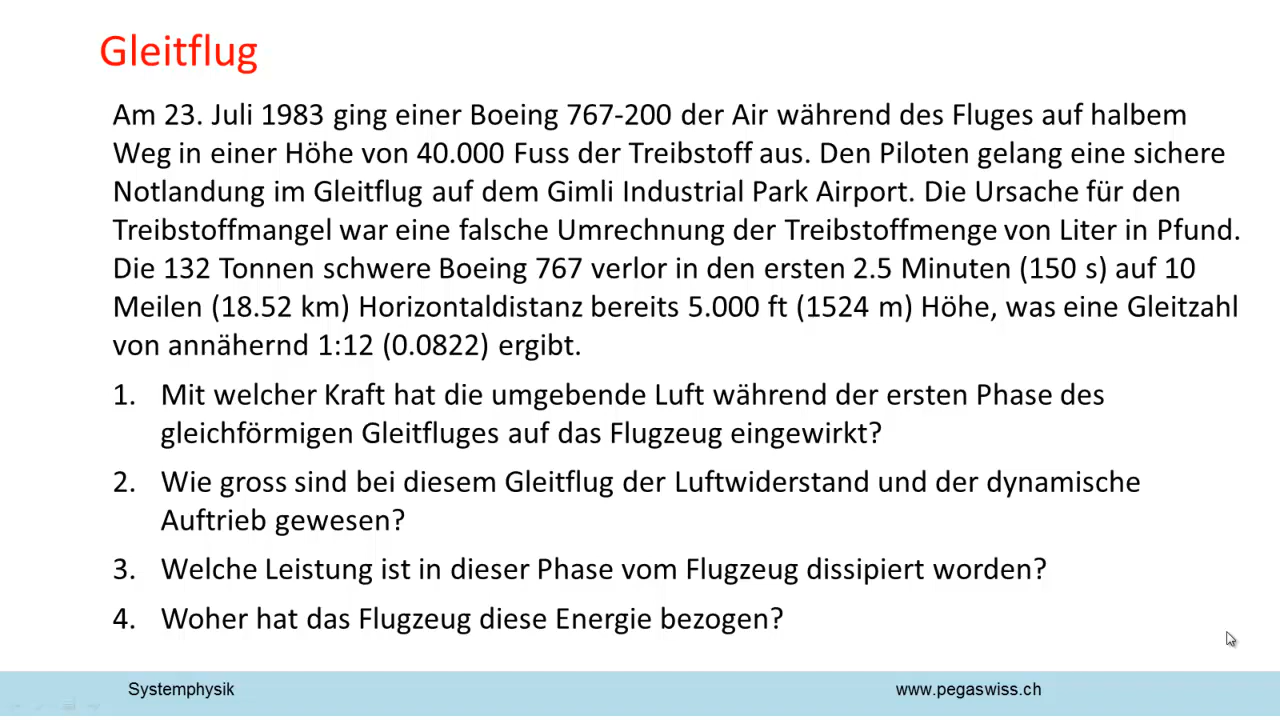 Gleitflug
Am 23. Juli 1983 ging einer Boeing 767-200 der Air während des Fluges auf halbem
Weg in einer Höhe von 40.000 Fuss der Treibstoff aus. Den Piloten gelang eine sichere
Notlandung im Gleitflug auf dem Gimli Industrial Park Airport. Die Ursache für den
Treibstoffmangel war eine falsche Umrechnung der Treibstoffmenge von Liter in Pfund.
Die 132 Tonnen schwere Boeing 767 verlor in den ersten 2.5 Minuten (150 s) auf 10
Meilen (18.52 km) Horizontaldistanz bereits 5.000 ft (1524 m) Höhe, was eine Gleitzahl
von annähernd 1:12 (0.0822) ergibt.
1. Mit welcher Kraft hat die umgebende Luft während der ersten Phase des
gleichförmigen Gleitfluges auf das Flugzeug eingewirkt?
2. Wie gross sind bei diesem Gleitflug der Luftwiderstand und der dynamische
Auftrieb gewesen?
3. Welche Leistung ist in dieser Phase vom Flugzeug dissipiert worden?
4. Woher hat das Flugzeug diese Energie bezogen?
Systemphysik
www.pegaswiss.ch